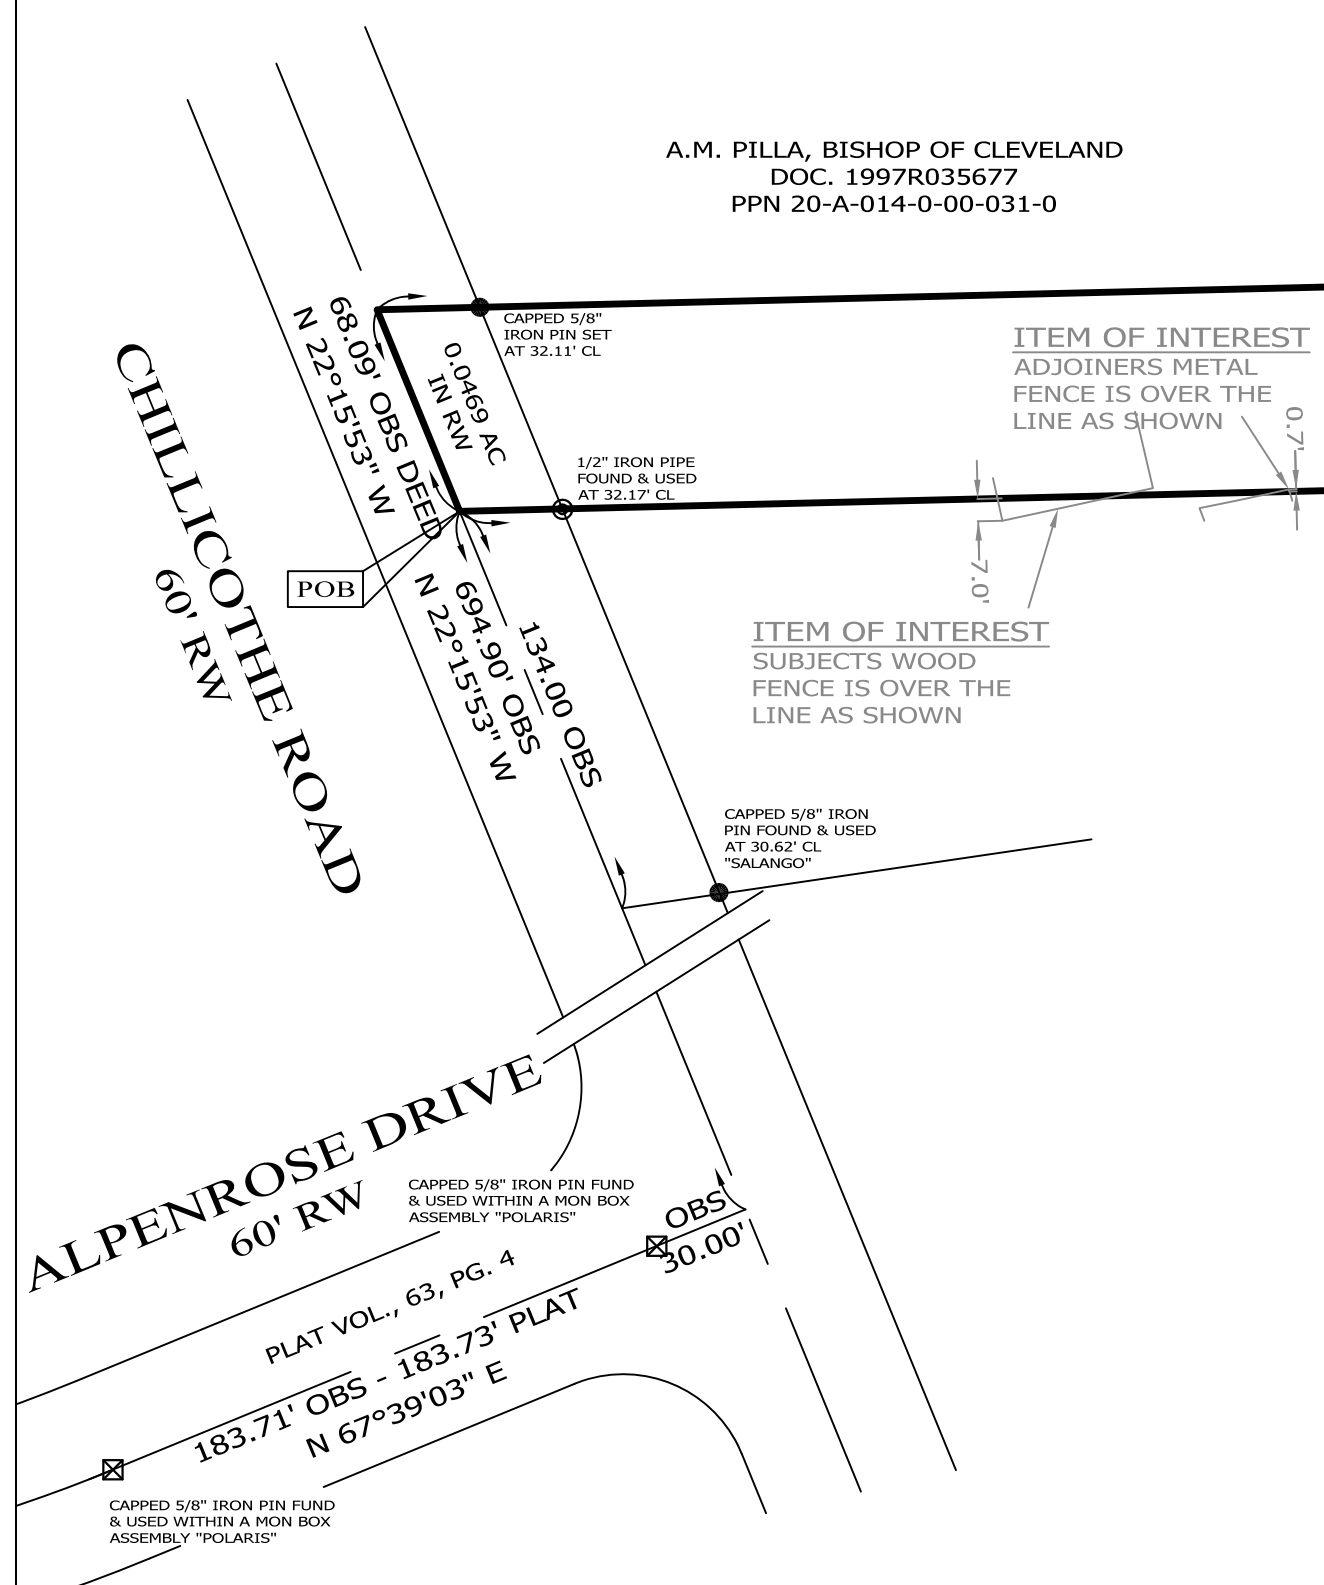 A.M. PILLA, BISHOP OF CLEVELAND
DOC. 1997R035677
PPN 20-A-014-0-00-031-0
68.09' OBS DEED
N 22°15'53" W
CAPPED 5/8"
IRON PIN SET
AT 32.11' CL
0.0469 AC
IN RW
ITEM OF INTEREST
ADJOINERS METAL
FENCE IS OVER THE
LINE AS SHOWN
0.7'
CHILLICOTHE ROAD
60' RW
1/2" IRON PIPE
FOUND & USED
AT 32.17' CL
7.0'
POB
694.90' OBS
N 22°15'53" W
134.00 OBS
ITEM OF INTEREST
SUBJECTS WOOD
FENCE IS OVER THE
LINE AS SHOWN
CAPPED 5/8" IRON
PIN FOUND & USED
AT 30.62' CL
"SALANGO"
ALPENROSE DRIVE
60' RW
CAPPED 5/8" IRON PIN FUND
& USED WITHIN A MON BOX
ASSEMBLY "POLARIS"
OBS
30.00'
PLAT VOL., 63, PG. 4
183.71' OBS - 183.73' PLAT
N 67°39'03" E
CAPPED 5/8" IRON PIN FUND
& USED WITHIN A MON BOX
ASSEMBLY "POLARIS"